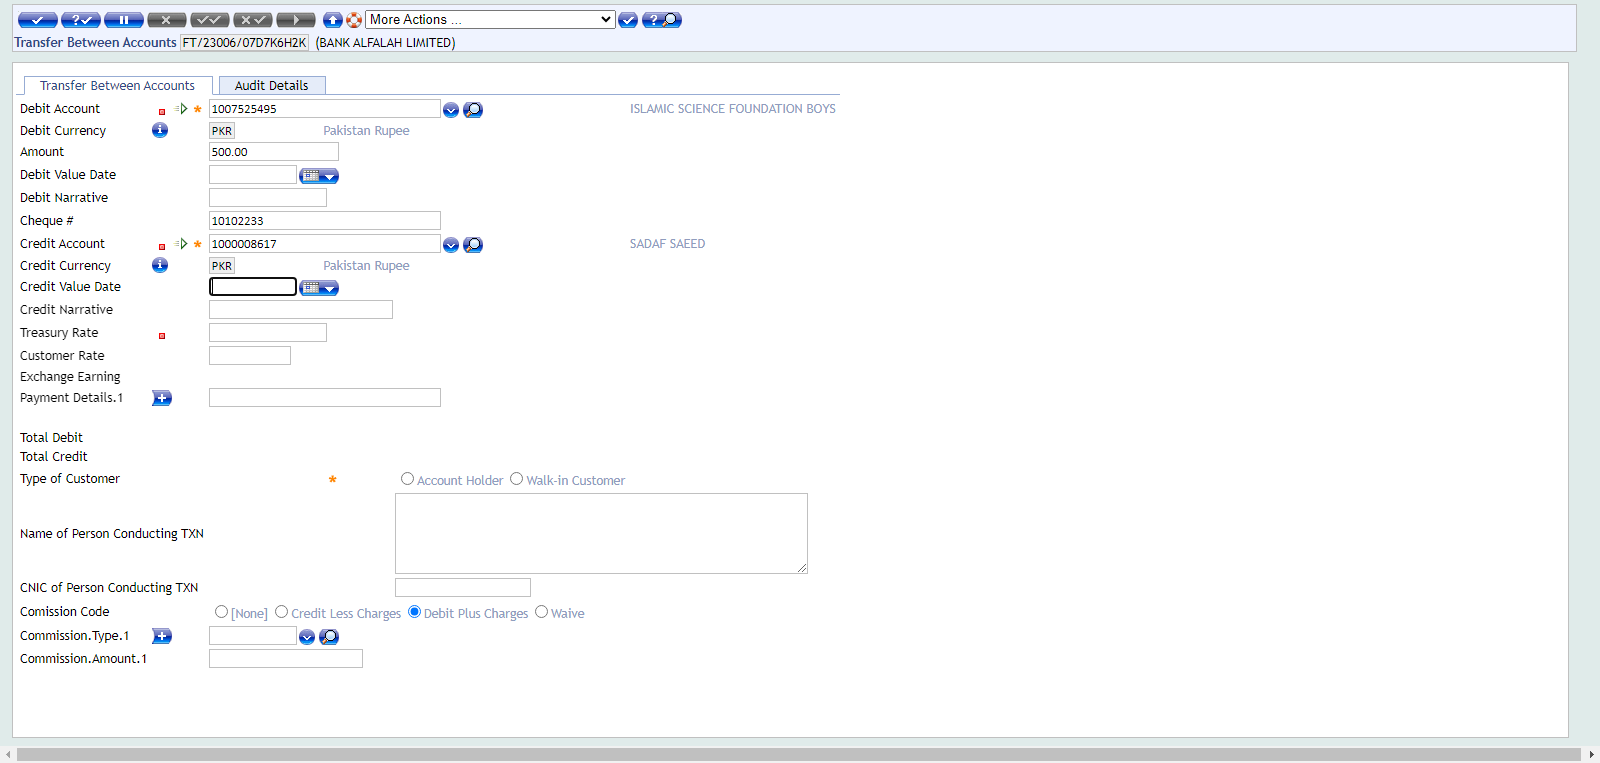 More Actions ...
Transfer Between Accounts FT/23006/07D7K6H2K (BANK ALFALAH LIMITED)
Transfer Between Accounts Audit Details
Debit Account * 1007525495 ISLAMIC SCIENCE FOUNDATION BOYS
Debit Currency PKR Pakistan Rupee
Amount 500.00
Debit Value Date
Debit Narrative
Cheque # 10102233
Credit Account * 1000008617 SADAF SAEED
Credit Currency PKR Pakistan Rupee
Credit Value Date
Credit Narrative
Treasury Rate
Customer Rate
Exchange Earning
Payment Details.1
Total Debit
Total Credit
Type of Customer * Account Holder Walk-in Customer
Name of Person Conducting TXN
CNIC of Person Conducting TXN
Comission Code [None] Credit Less Charges Debit Plus Charges Waive
Commission.Type.1
Commission.Amount.1